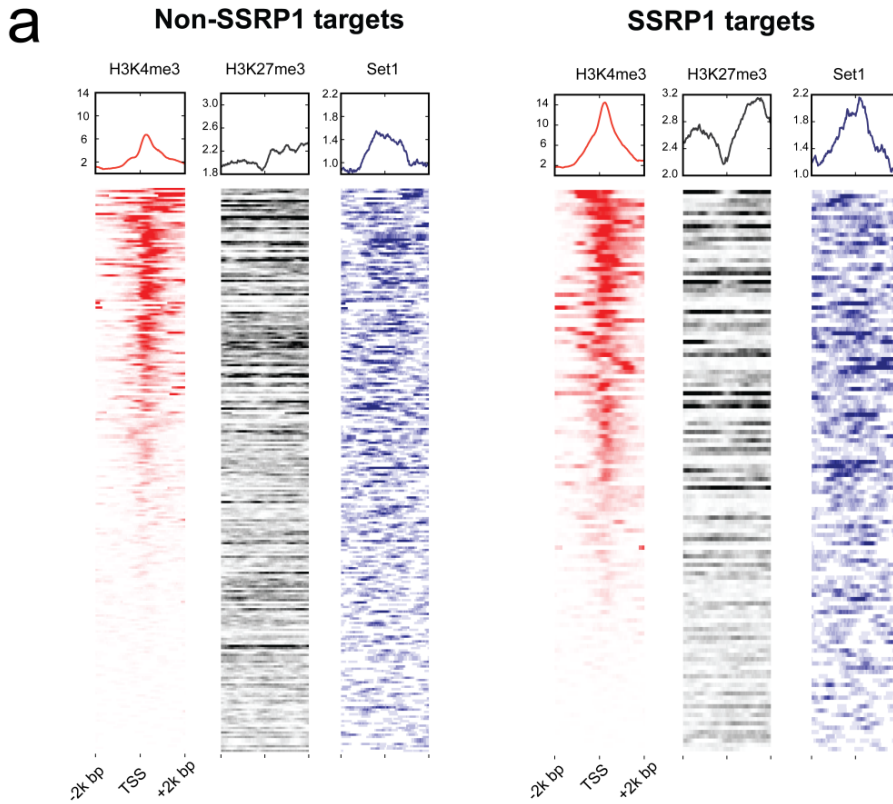 a
Non-SSRP1 targets
SSRP1 targets
H3K4me3
H3K27me3
Set1
H3K4me3
H3K27me3
Set1
14
10
6
2
3.0
2.6
2.2
1.8
2.2
1.8
1.4
1.0
14
10
6
2
3.2
2.8
2.4
2.0
2.2
1.8
1.4
1.0
-2k bp
TSS
+2k bp
-2k bp
TSS
+2k bp